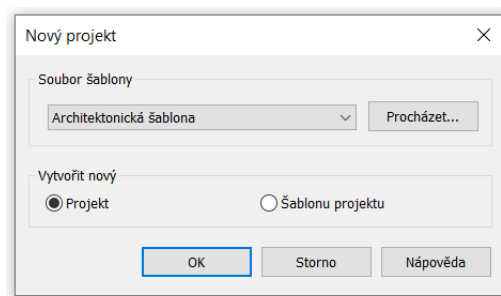 Nový projekt
Soubor šablony
Architektonická šablona
Procházet...
Vytvořit nový
Projekt
Šablonu projektu
OK
Storno
Nápověda